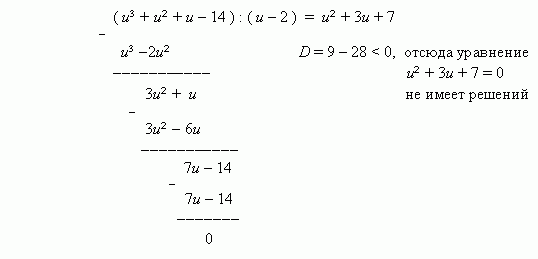 ( u³ + u² + u – 14 ) : ( u – 2 ) = u² + 3u + 7
–
u³ –2u² D = 9 – 28 < 0, отсюда уравнение
u² + 3u + 7 = 0
3u² + u не имеет решений
–
3u² – 6u
7u – 14
–
7u – 14
0